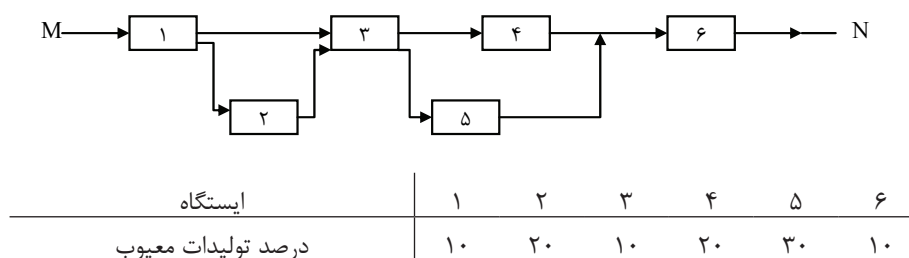 M ۱ ۳ ۴ ۶ N
۲ ۵
ایستگاه ۱ ۲ ۳ ۴ ۵ ۶
درصد تولیدات معیوب ۱۰ ۲۰ ۱۰ ۲۰ ۳۰ ۱۰